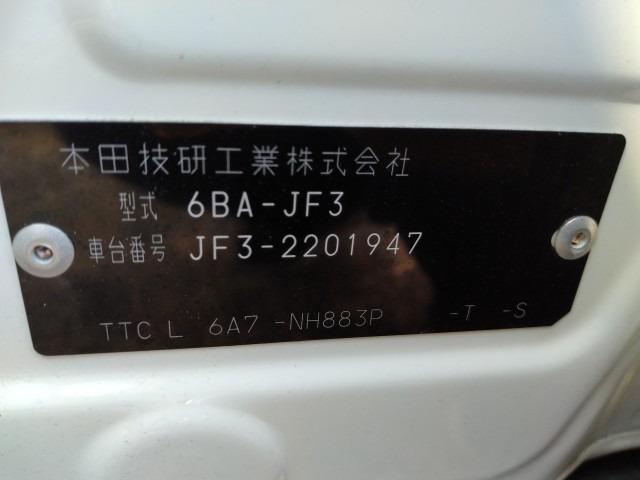 本田技研工業株式会社
型式 6BA-JF3
車台番号 JF3-2201947
TTC L 6A7 -NH883P -T -S